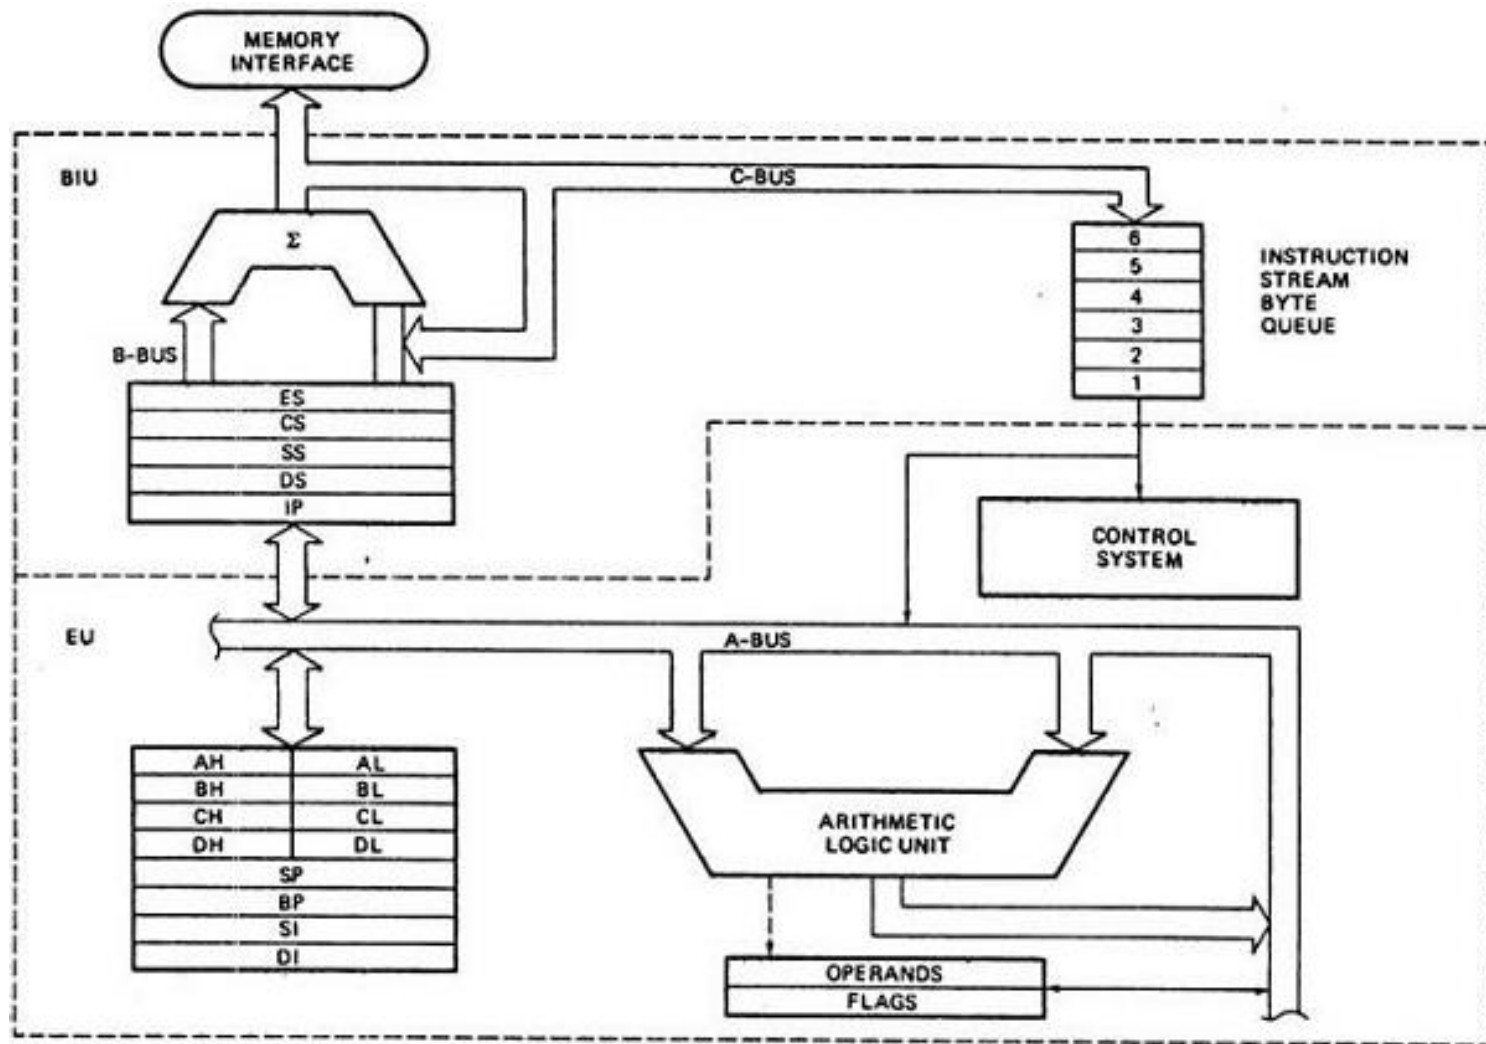 MEMORY
INTERFACE
BIU
C-BUS
Σ
B-BUS
6
5
4
3
2
1
INSTRUCTION
STREAM
BYTE
QUEUE
ES
CS
SS
DS
IP
CONTROL
SYSTEM
EU
A-BUS
AH AL
BH BL
CH CL
DH DL
SP
BP
SI
DI
ARITHMETIC
LOGIC UNIT
OPERANDS
FLAGS